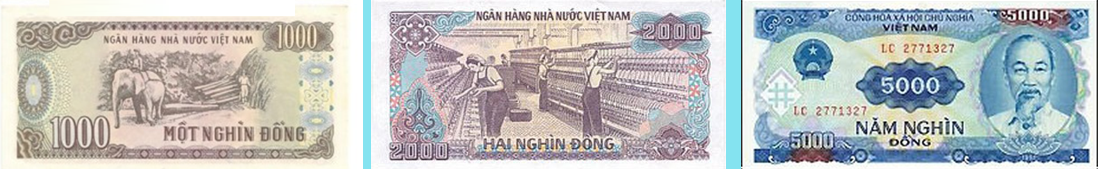 NGÂN HÀNG NHÀ NƯỚC VIỆT NAM
1000
1000
MỘT NGHÌN ĐỒNG
NGÂN HÀNG NHÀ NƯỚC VIỆT NAM
2000
2000
HAI NGHÌN ĐỒNG
CỘNG HÒA XÃ HỘI CHỦ NGHĨA
VIỆT NAM
5000
LC 2771327
5000
LC 2771327
5000
NĂM NGHÌN
ĐỒNG